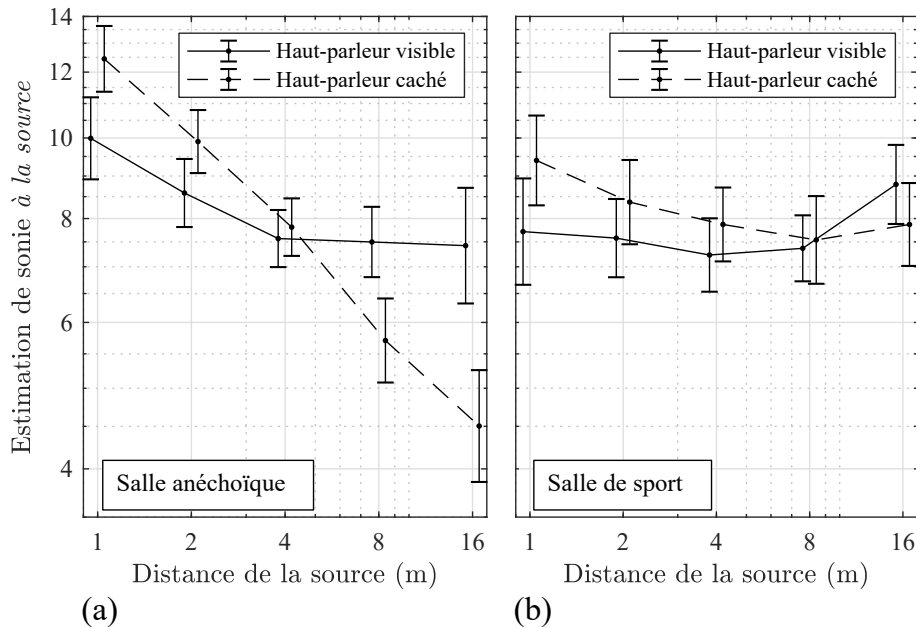 Estimation de sonie à la source
14
12
10
8
6
4
Haut-parleur visible
Haut-parleur caché
Salle anéchoïque
1 2 4 8 16
Distance de la source (m)
(a)
Haut-parleur visible
Haut-parleur caché
Salle de sport
1 2 4 8 16
Distance de la source (m)
(b)